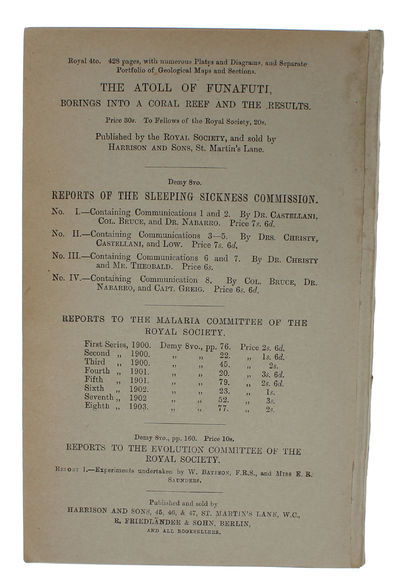 Royal 4to. 428 pages, with numerous Plates and Diagrams, and Separate
Portfolio of Geological Maps and Sections.
THE ATOLL OF FUNAFUTI,
BORINGS INTO A CORAL REEF AND THE RESULTS.
Price 30s. To Fellows of the Royal Society, 20s.
Published by the ROYAL SOCIETY, and sold by
HARRISON AND SONS, St. Martin's Lane.
Demy 8vo.
REPORTS OF THE SLEEPING SICKNESS COMMISSION.
No. I.—Containing Communications 1 and 2. By DR. CASTELLANI,
COL. BRUCE, and DR. NABARRO. Price 7s. 6d.
No. II.—Containing Communications 3—5. By DRS. CHRISTY,
CASTELLANI, and LOW. Price 7s. 6d.
No. III.—Containing Communications 6 and 7. By DR. CHRISTY
and MR. THEOBALD. Price 6s.
No. IV.—Containing Communication 8. By COL. BRUCE, DR.
NABARRO, and CAPT. GREIG. Price 6s. 6d.
REPORTS TO THE MALARIA COMMITTEE OF THE
ROYAL SOCIETY.
First Series, 1900. Demy 8vo., pp. 76. Price 2s. 6d.
Second „ 1900. „ „ 22. „ 1s. 6d.
Third „ 1900. „ „ 45. „ 2s.
Fourth „ 1901. „ „ 20. „ 3s. 6d.
Fifth „ 1901. „ „ 79. „ 2s. 6d.
Sixth „ 1902. „ „ 23. „ 1s.
Seventh „ 1902 „ „ 52. „ 3s.
Eighth „ 1903. „ „ 77. „ 2s.
Demy 8vo., pp. 160. Price 10s.
REPORTS TO THE EVOLUTION COMMITTEE OF THE
ROYAL SOCIETY.
REPORT I.—Experiments undertaken by W. BATESON, F.R.S., and MISS E. R.
SAUNDERS.
Published and sold by
HARRISON AND SONS, 45, 46, & 47, ST. MARTIN'S LANE, W.C.,
R. FRIEDLÄNDER & SOHN, BERLIN,
AND ALL BOOKSELLERS.